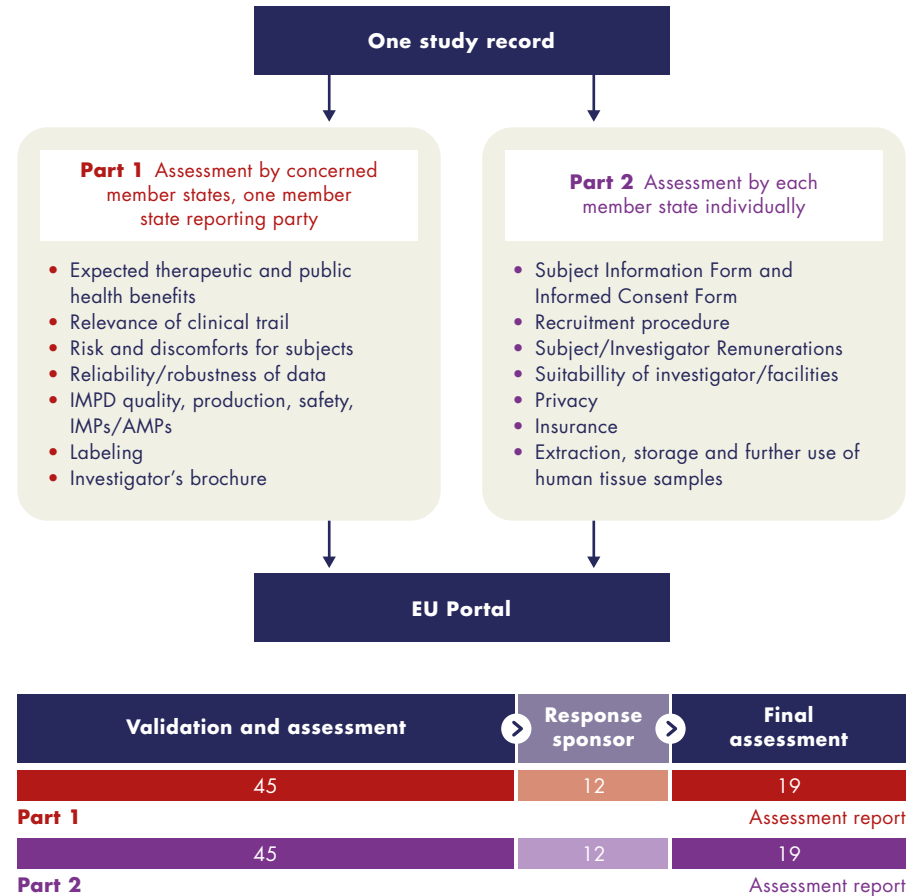 One study record
Part 1 Assessment by concerned
member states, one member
state reporting party
• Expected therapeutic and public
health benefits
• Relevance of clinical trail
• Risk and discomforts for subjects
• Reliability/robustness of data
• IMPD quality, production, safety,
IMPs/AMPs
• Labeling
• Investigator's brochure
Part 2 Assessment by each
member state individually
• Subject Information Form and
Informed Consent Form
• Recruitment procedure
• Subject/Investigator Remunerations
• Suitabillity of investigator/facilities
• Privacy
• Insurance
• Extraction, storage and further use of
human tissue samples
EU Portal
Validation and assessment
Response
sponsor
Final
assessment
45 12 19
Part 1 Assessment report
45 12 19
Part 2 Assessment report